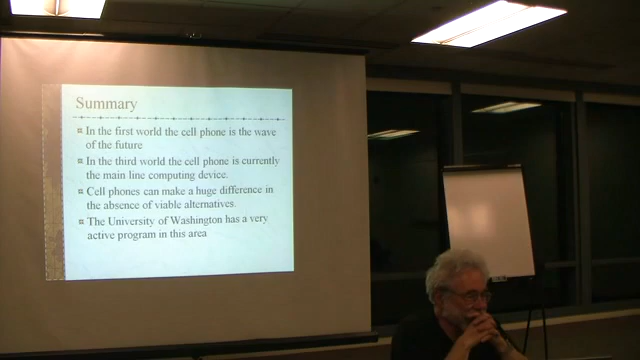 Summary
In the first world the cell phone is the wave
of the future
In the third world the cell phone is currently
the main line computing device.
Cell phones can make a huge difference in
the absence of viable alternatives.
The University of Washington has a very
active program in this area